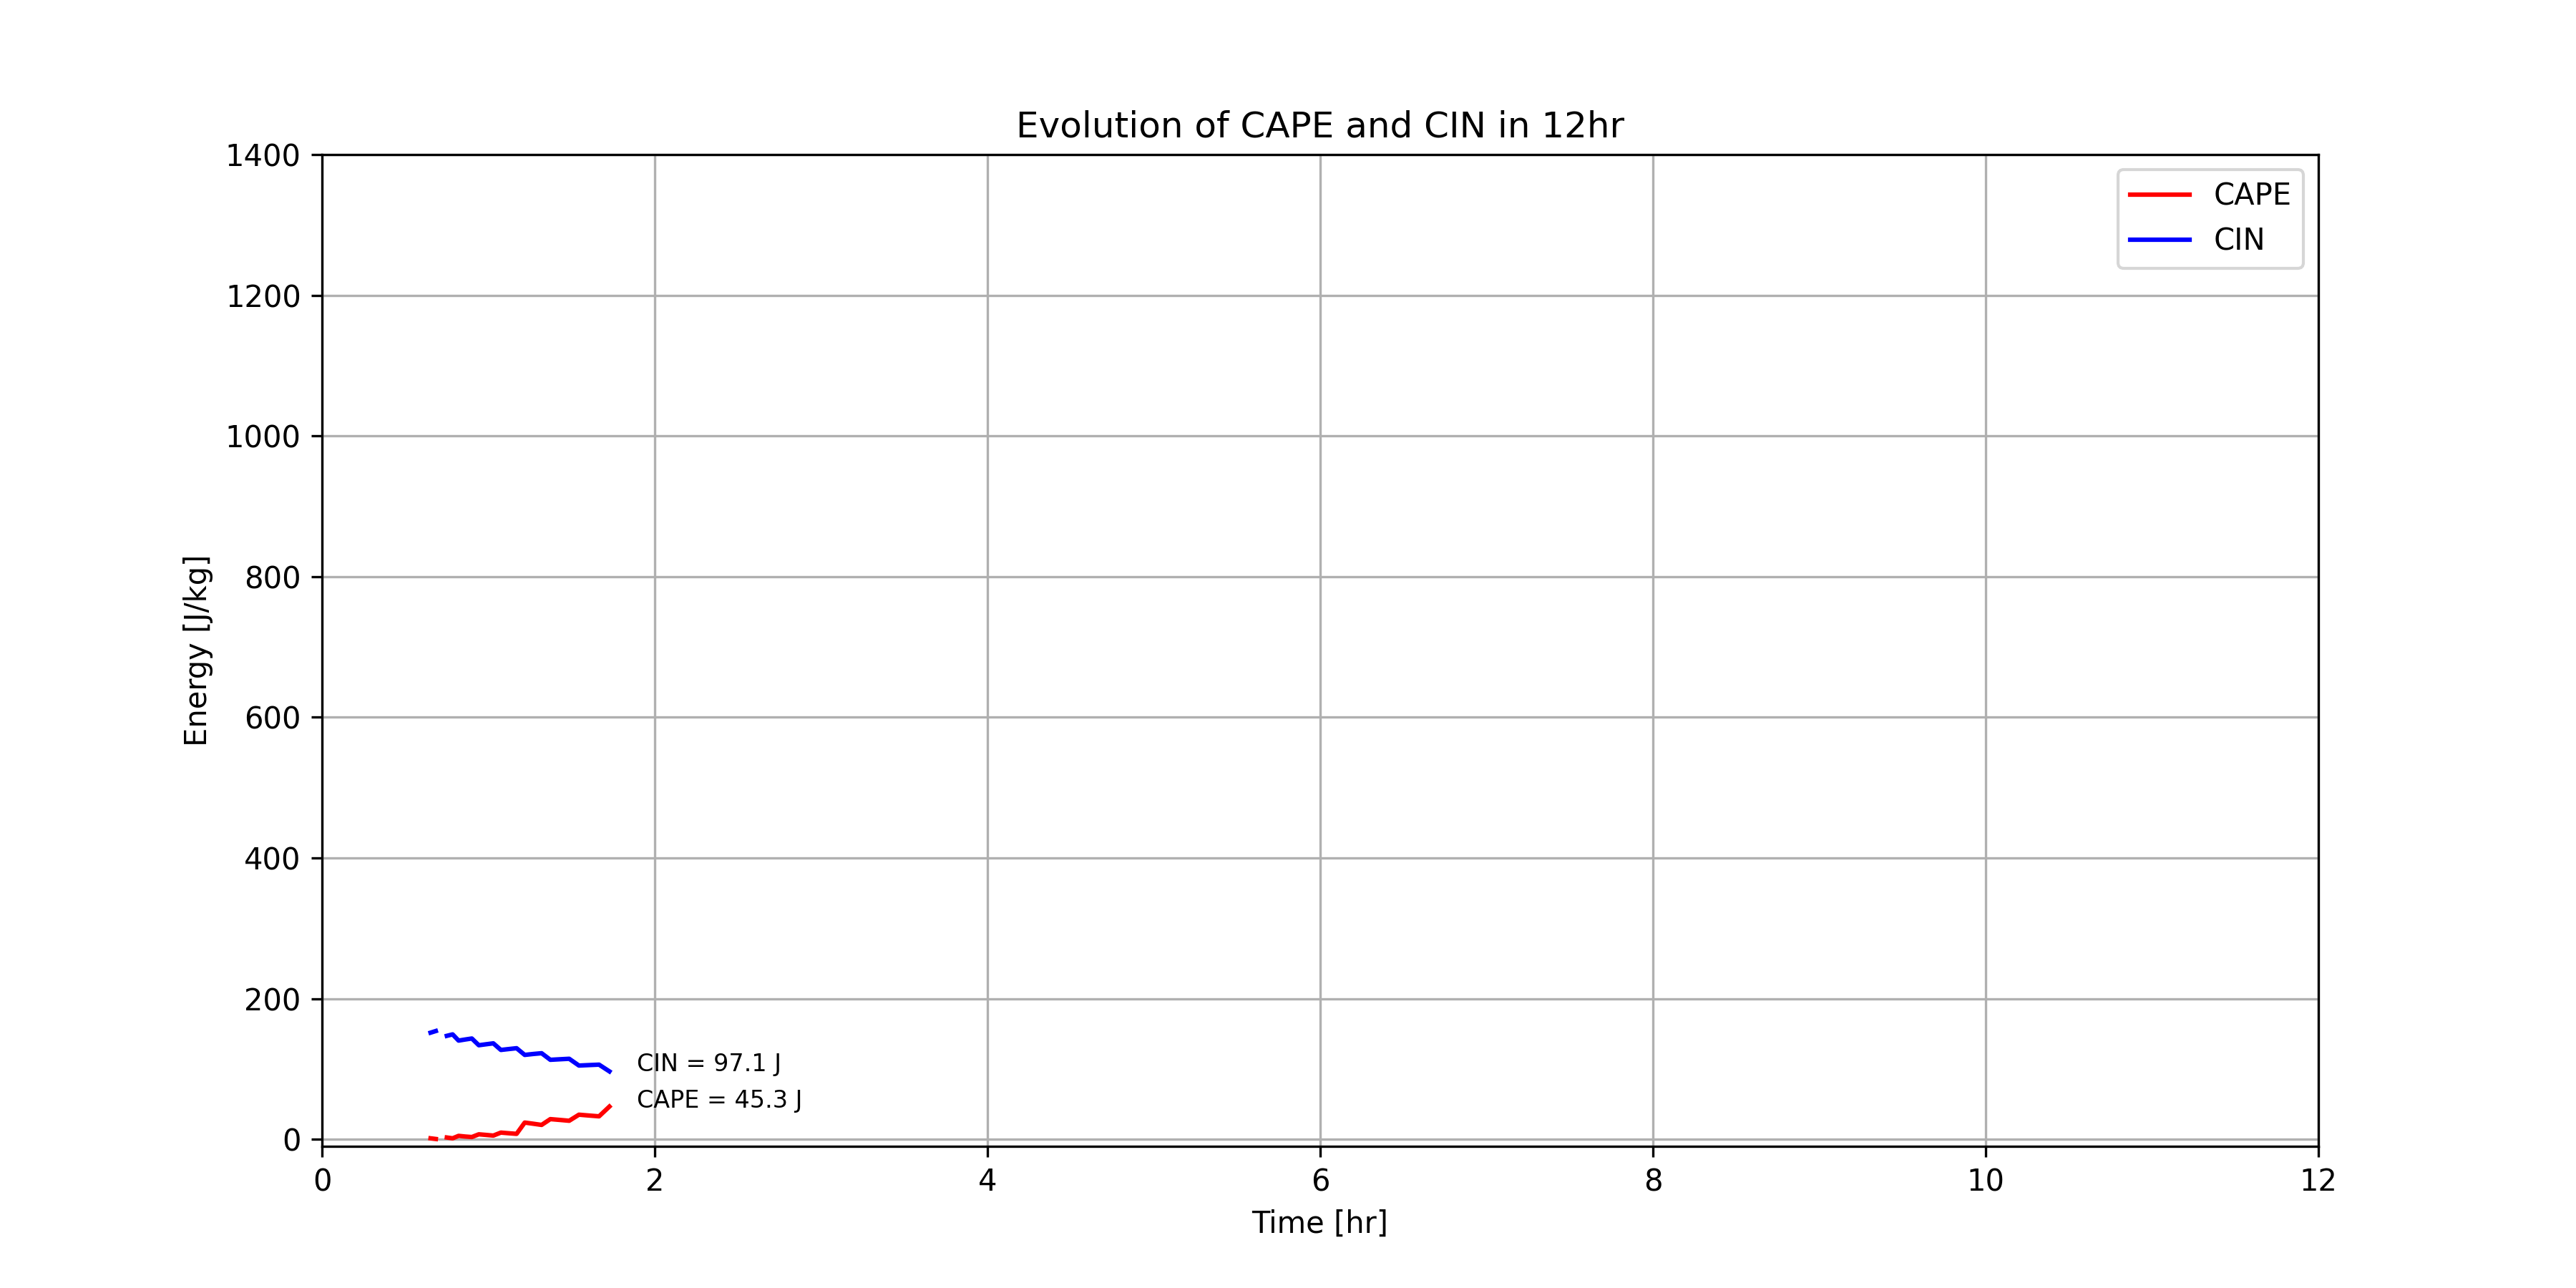 Evolution of CAPE and CIN in 12hr
1400
1200
1000
800
600
400
200
0
Energy [J/kg]
CAPE
CIN
CIN = 97.1 J
CAPE = 45.3 J
0 2 4 6 8 10 12
Time [hr]